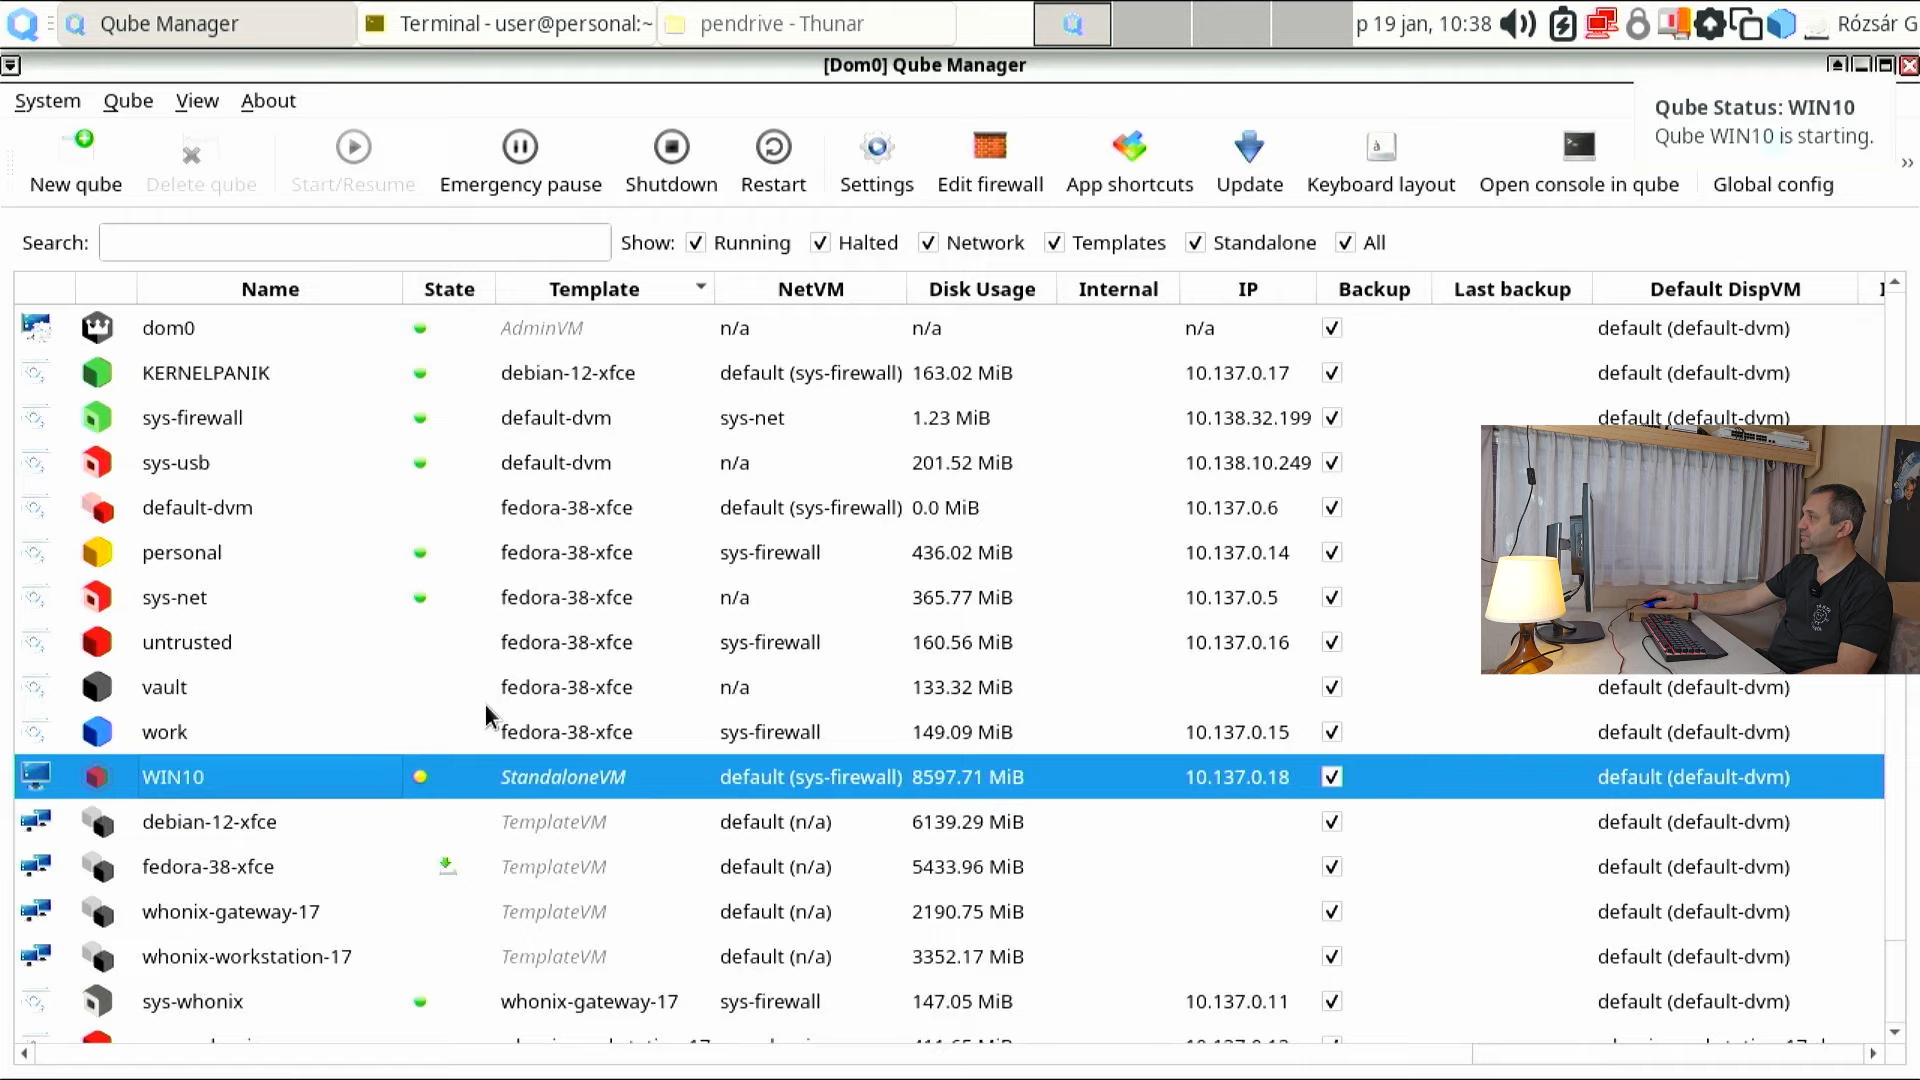 Qube Manager
Terminal - user@personal:~
pendrive - Thunar
p 19 jan, 10:38
Rózsár G
[Dom0] Qube Manager
System Qube View About
Qube Status: WIN10
Qube WIN10 is starting.
New qube Delete qube Start/Resume Emergency pause Shutdown Restart Settings Edit firewall App shortcuts Update Keyboard layout Open console in qube Global config
Search: Show: Running Halted Network Templates Standalone All
Name State Template NetVM Disk Usage Internal IP Backup Last backup Default DispVM
dom0 AdminVM n/a n/a n/a default (default-dvm)
KERNELPANIK debian-12-xfce default (sys-firewall) 163.02 MiB 10.137.0.17 default (default-dvm)
sys-firewall default-dvm sys-net 1.23 MiB 10.138.32.199 default (default-dvm)
sys-usb default-dvm n/a 201.52 MiB 10.138.10.249
default-dvm fedora-38-xfce default (sys-firewall) 0.0 MiB 10.137.0.6
personal fedora-38-xfce sys-firewall 436.02 MiB 10.137.0.14
sys-net fedora-38-xfce n/a 365.77 MiB 10.137.0.5
untrusted fedora-38-xfce sys-firewall 160.56 MiB 10.137.0.16
vault fedora-38-xfce n/a 133.32 MiB default (default-dvm)
work fedora-38-xfce sys-firewall 149.09 MiB 10.137.0.15 default (default-dvm)
WIN10 StandaloneVM default (sys-firewall) 8597.71 MiB 10.137.0.18 default (default-dvm)
debian-12-xfce TemplateVM default (n/a) 6139.29 MiB default (default-dvm)
fedora-38-xfce TemplateVM default (n/a) 5433.96 MiB default (default-dvm)
whonix-gateway-17 TemplateVM default (n/a) 2190.75 MiB default (default-dvm)
whonix-workstation-17 TemplateVM default (n/a) 3352.17 MiB default (default-dvm)
sys-whonix whonix-gateway-17 sys-firewall 147.05 MiB 10.137.0.11 default (default-dvm)